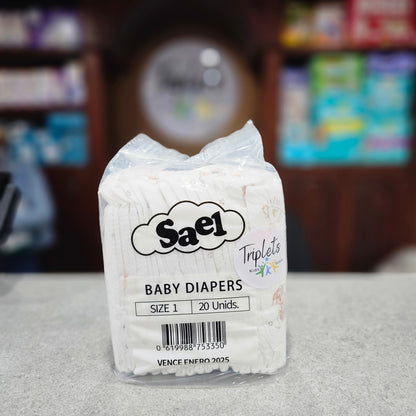 Sael
Triplets
BABY DIAPERS
SIZE 1 20 Unids.
0 619988 753350
VENCE ENERO 2025